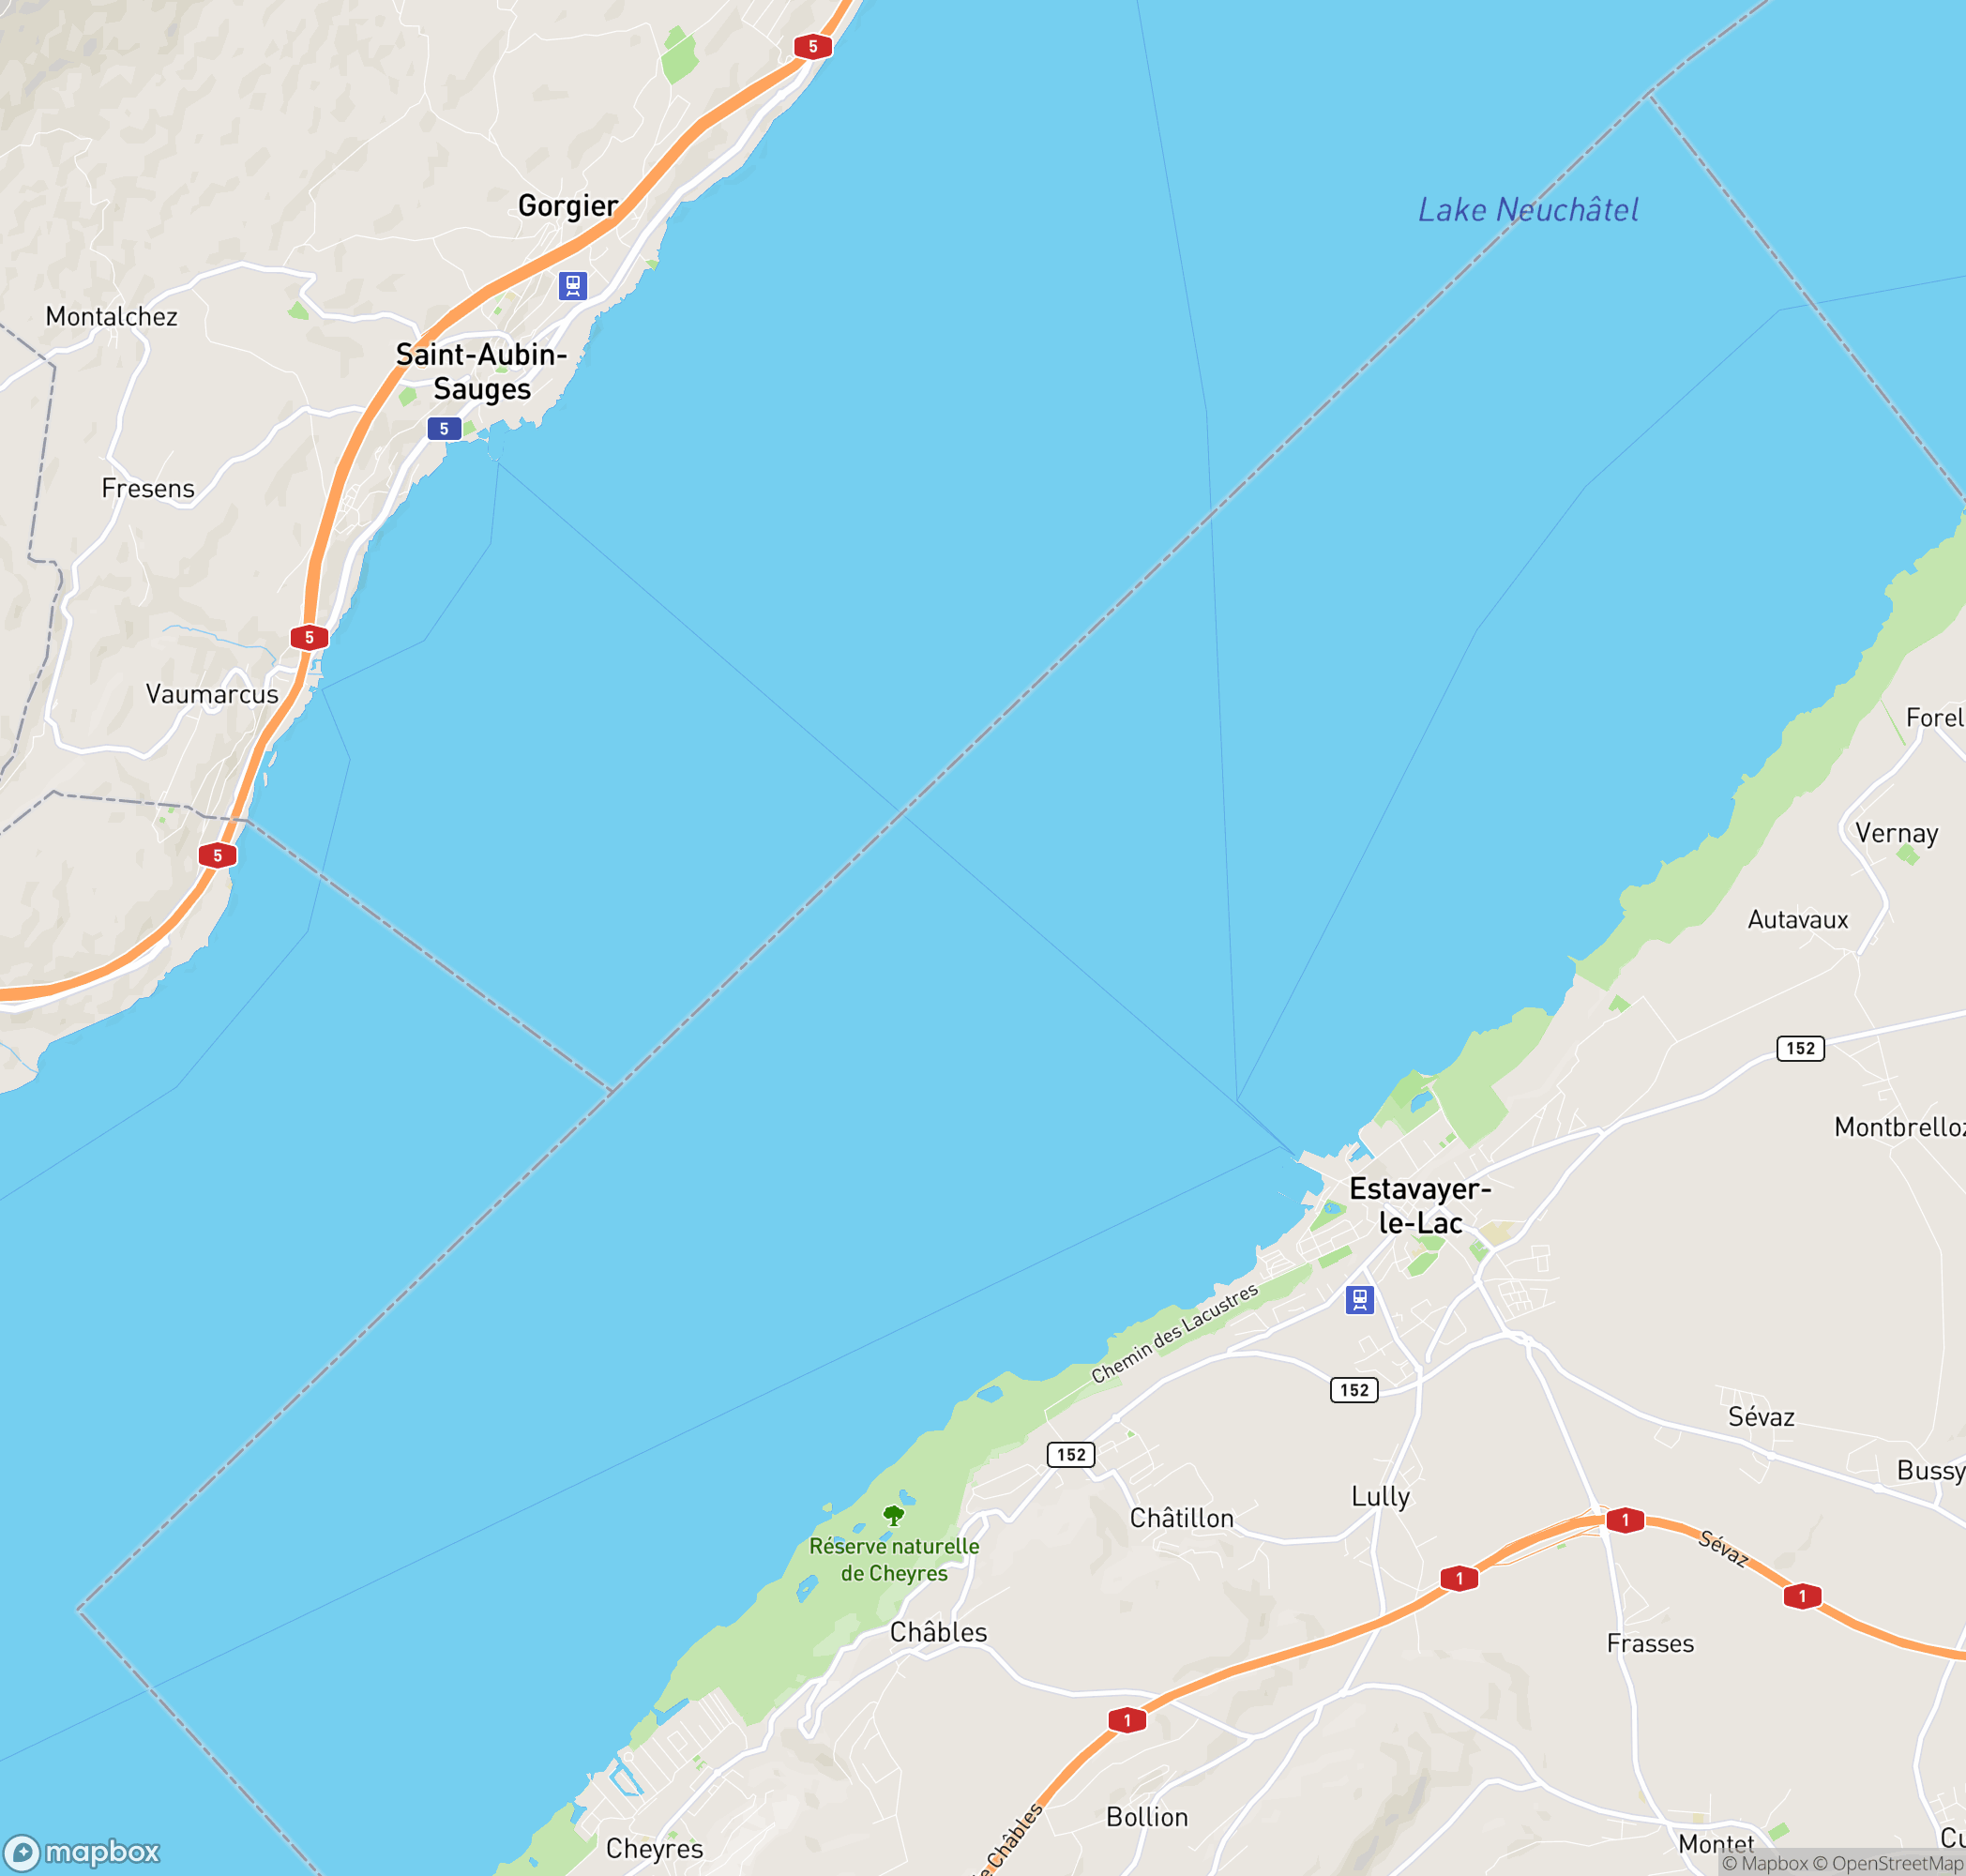 5
Gorgier
Lake Neuchâtel
Montalchez
Saint-Aubin-
Sauges
5
Fresens
5
Vaumarcus
Forel
Vernay
5
Autavaux
152
Montbrelloz
Estavayer-
le-Lac
Chemin des Lacustres
152
Sévaz
152
Bussy
Lully
Châtillon
1
Sévaz
Réserve naturelle
de Cheyres
1
1
Châbles
Frasses
1
Bollion
Châbles
Cheyres
Montet
Cu
mapbox
© Mapbox © OpenStreetMap